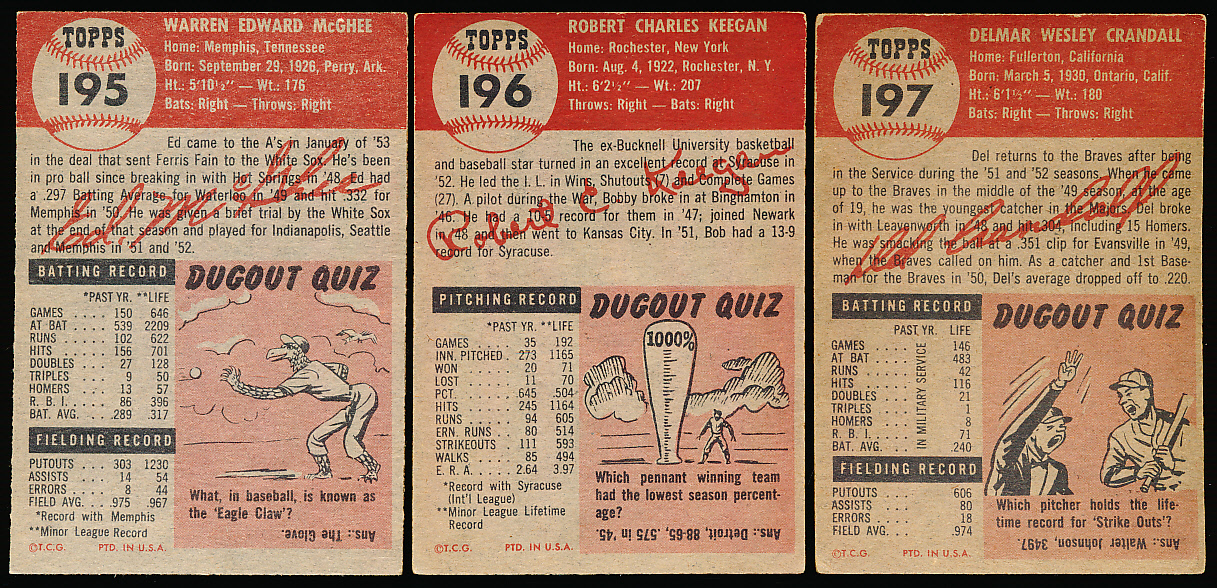 TOPPS
195
WARREN EDWARD McGHEE
Home: Memphis, Tennessee
Born: September 29, 1926, Perry, Ark.
Ht.: 5'10½" — Wt.: 176
Bats: Right — Throws: Right
Ed came to the A's in January of '53
in the deal that sent Ferris Fain to the White Sox. He's been
in pro ball since breaking in with Hot Springs in '48. Ed had
a .297 Batting Average for Waterloo in '49 and hit .332 for
Memphis in '50. He was given a brief trial by the White Sox
at the end of that season and played for Indianapolis, Seattle
and Memphis in '51 and '52.
Ed. McGhee
BATTING RECORD
*PAST YR. **LIFE
GAMES . . . . 150 646
AT BAT . . . . 539 2209
RUNS . . . . 102 622
HITS . . . . 156 701
DOUBLES . . . 27 128
TRIPLES . . . 9 50
HOMERS . . . 13 57
R. B. I. . . . 86 396
BAT. AVG. . . . .289 .317
FIELDING RECORD
PUTOUTS . . . 303 1230
ASSISTS . . . 14 54
ERRORS . . . 8 44
FIELD AVG. . . .975 .967
*Record with Memphis
**Minor League Record
DUGOUT QUIZ
What, in baseball, is known as
the 'Eagle Claw'?
Ans.: The Glove.
©T.C.G. PTD. IN U.S.A.
TOPPS
196
ROBERT CHARLES KEEGAN
Home: Rochester, New York
Born: Aug. 4, 1922, Rochester, N. Y.
Ht.: 6'2½" — Wt.: 207
Throws: Right — Bats: Right
The ex-Bucknell University basketball
and baseball star turned in an excellent record at Syracuse in
'52. He led the I. L. in Wins, Shutouts (7) and Complete Games
(27). A pilot during the War, Bobby broke in at Binghamton in
'46. He had a record for them in '47; joined Newark
in '48 and then went to Kansas City. In '51, Bob had a 13-9
record for Syracuse.
Robert C Keegan
PITCHING RECORD
*PAST YR. **LIFE
GAMES . . . 35 192
INN. PITCHED . . 273 1165
WON . . . 20 71
LOST . . . 11 70
PCT. . . . .645 .504
HITS . . . 245 1164
RUNS . . . 94 605
ERN. RUNS . . 80 514
STRIKEOUTS . . 111 593
WALKS . . . 85 494
E. R. A. . . . 2.64 3.97
*Record with Syracuse
(Int'l League)
**Minor League Lifetime
Record
DUGOUT QUIZ
1000%
Which pennant winning team
had the lowest season percent-
age?
Ans.: Detroit, 88-65, .575 in '45.
©T.C.G. PTD. IN U.S.A.
TOPPS
197
DELMAR WESLEY CRANDALL
Home: Fullerton, California
Born: March 5, 1930, Ontario, Calif.
Ht.: 6'1½" — Wt.: 180
Bats: Right — Throws: Right
Del returns to the Braves after being
in the Service during the '51 and '52 seasons. When he came
up to the Braves in the middle of the '49 season, at the age
of 19, he was the youngest catcher in the Majors. Del broke
in with Leavenworth in '48 and hit .304, including 15 Homers.
He was smacking the ball at a .351 clip for Evansville in '49,
when the Braves called on him. As a catcher and 1st Base-
man for the Braves in '50, Del's average dropped off to .220.
Del Crandall
BATTING RECORD
PAST YR. LIFE
IN MILITARY SERVICE
GAMES . . . 146
AT BAT . . . 483
RUNS . . . 42
HITS . . . 116
DOUBLES . . . 21
TRIPLES . . . 1
HOMERS . . . 8
R. B. I. . . . 71
BAT. AVG. . . . .240
FIELDING RECORD
PUTOUTS . . . 606
ASSISTS . . . 80
ERRORS . . . 18
FIELD AVG. . . . .974
DUGOUT QUIZ
Which pitcher holds the life-
time record for 'Strike Outs'?
Ans.: Walter Johnson, 3497.
©T.C.G. PTD. IN U.S.A.